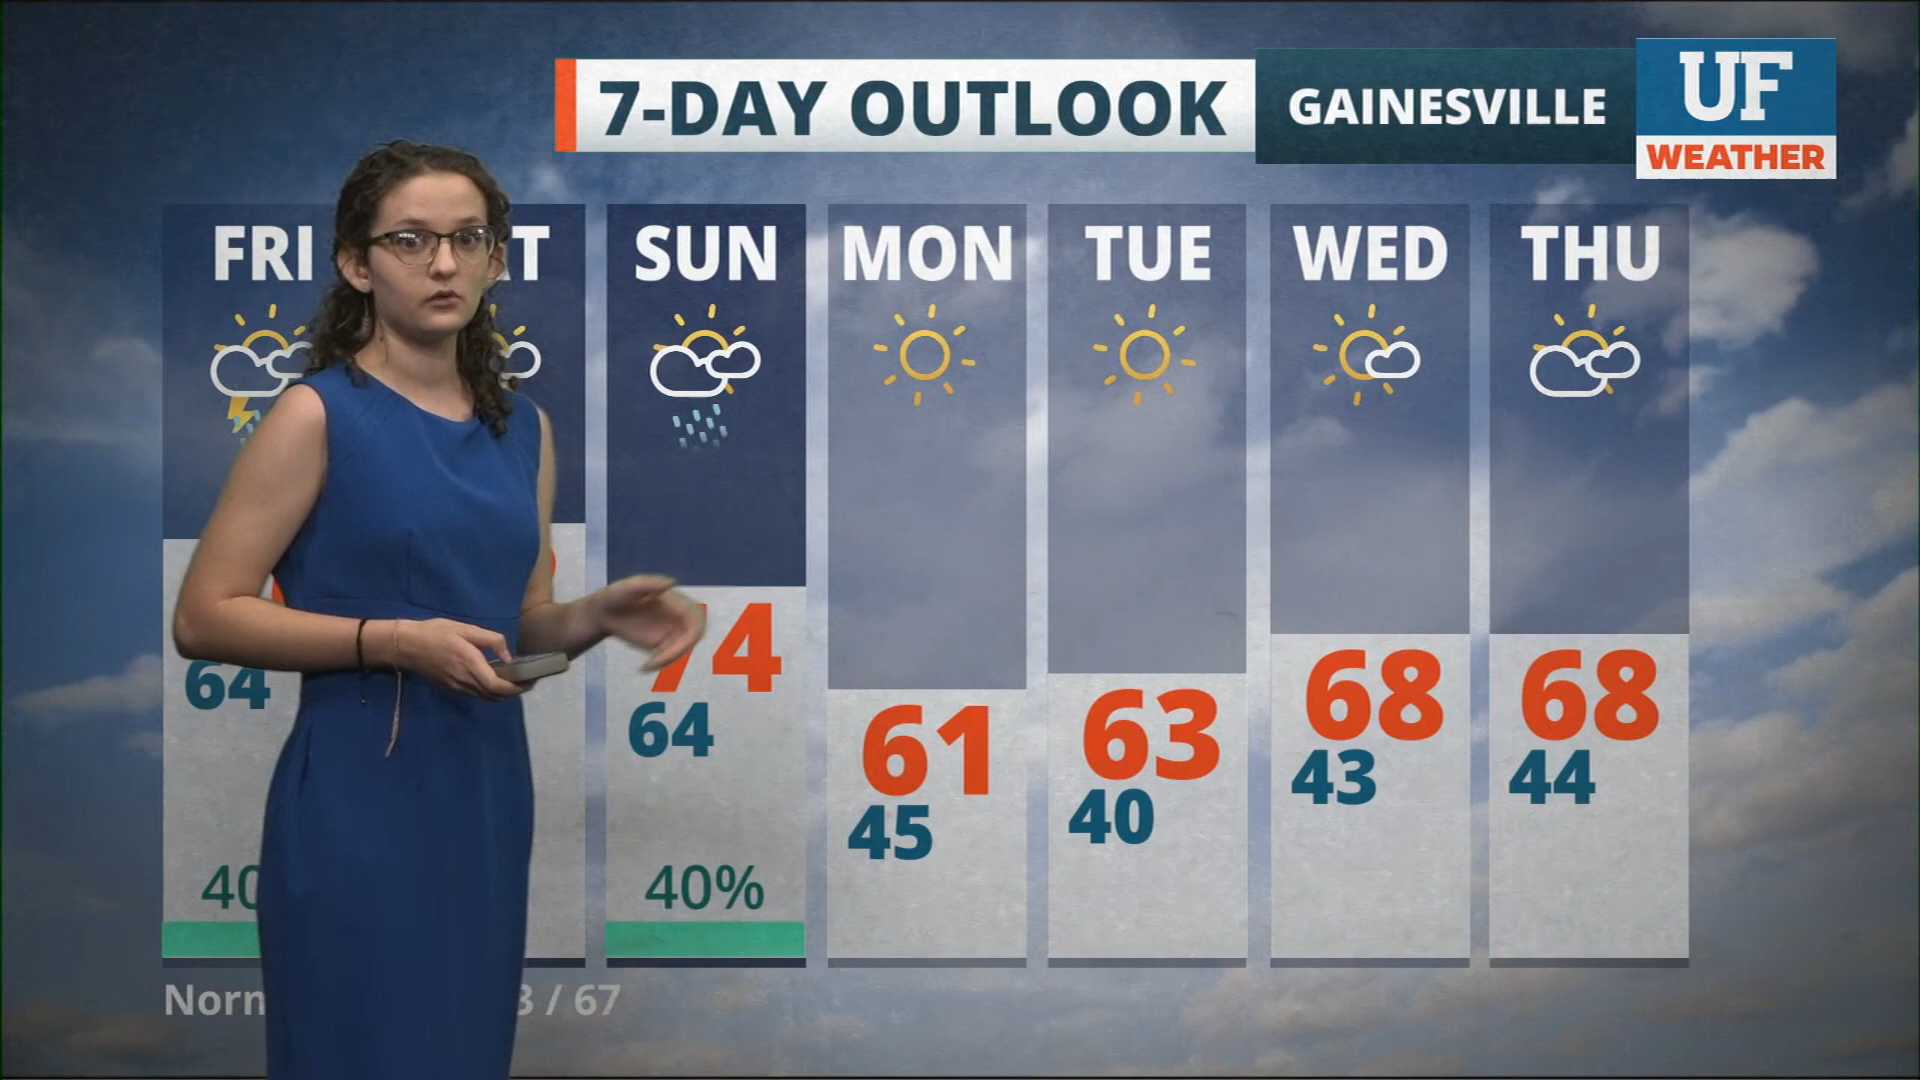 7-DAY OUTLOOK
GAINESVILLE
UF
WEATHER
FRI
SUN
MON
TUE
WED
THU
64
74
64
61
45
63
40
68
43
68
44
40%
/ 67